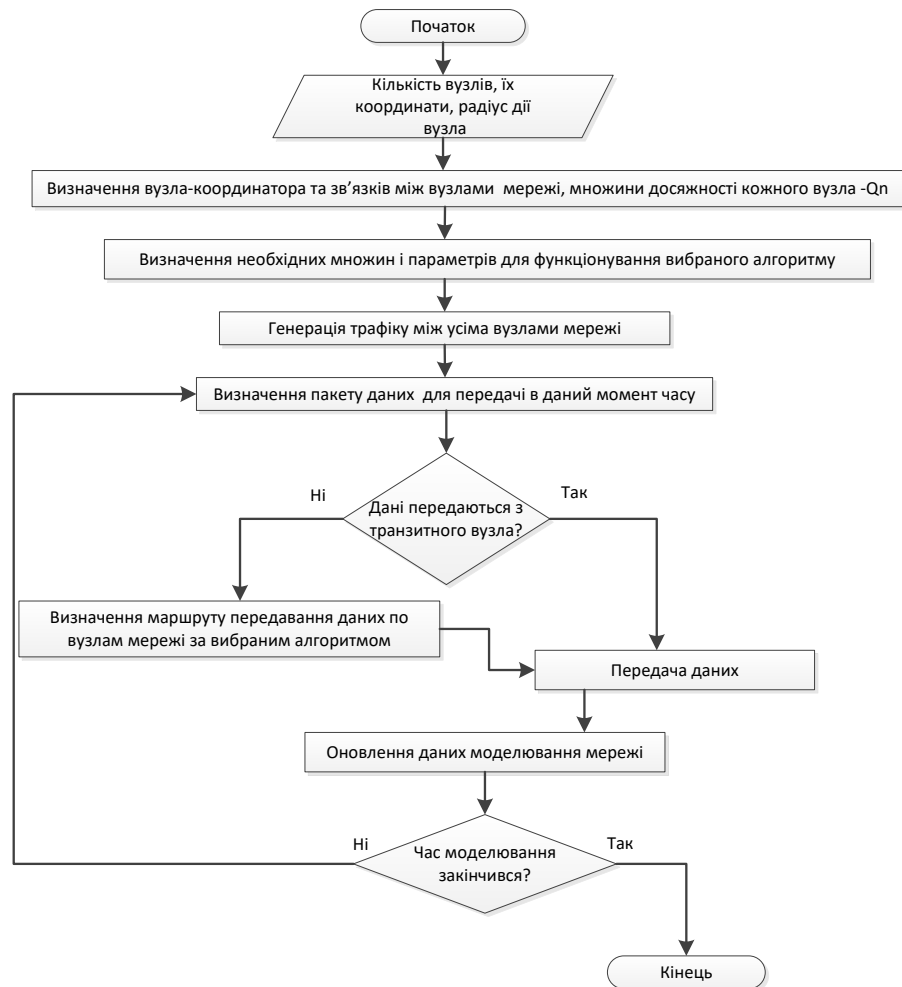 Початок
Кількість вузлів, їх
координати, радіус дії
вузла
Визначення вузла-координатора та зв’язків між вузлами мережі, множини досяжності кожного вузла -Qn
Визначення необхідних множин і параметрів для функціонування вибраного алгоритму
Генерація трафіку між усіма вузлами мережі
Визначення пакету даних для передачі в даний момент часу
Ні
Так
Дані передаються з
транзитного вузла?
Визначення маршруту передавання даних по
вузлам мережі за вибраним алгоритмом
Передача даних
Оновлення даних моделювання мережі
Ні
Так
Час моделювання
закінчився?
Кінець